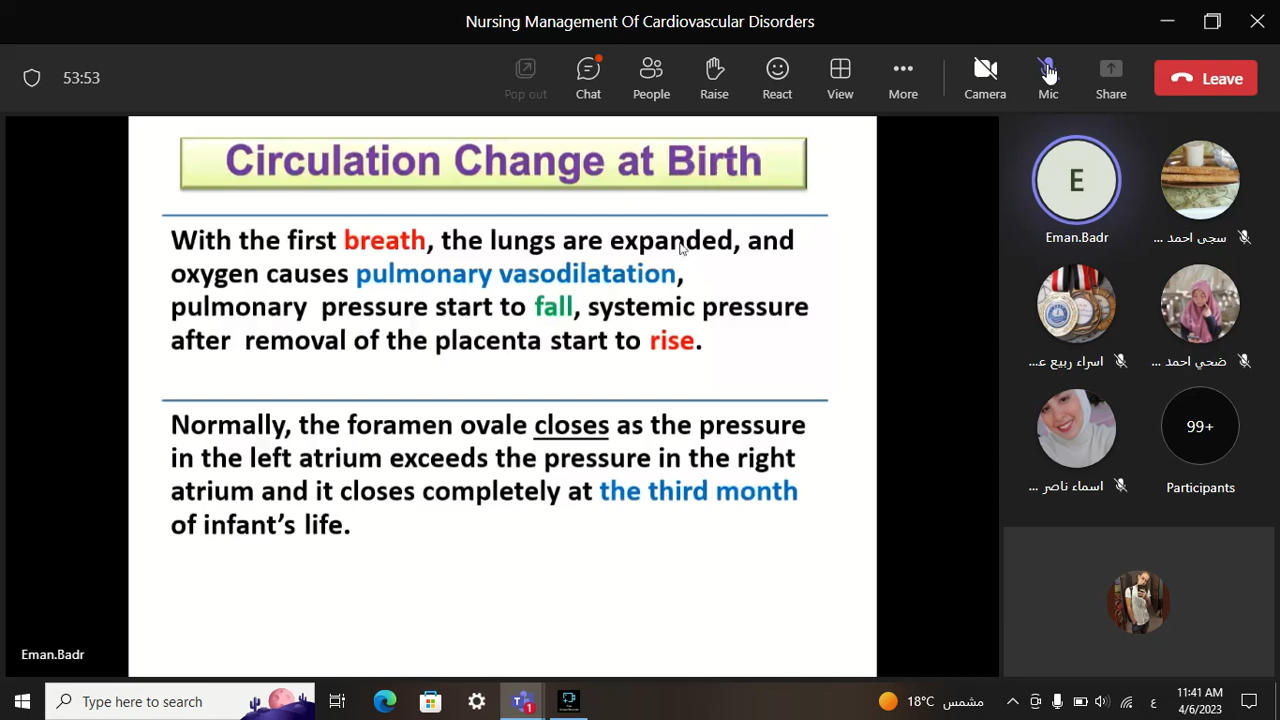 Nursing Management Of Cardiovascular Disorders
53:53
Pop out
Chat
People
Raise
React
View
More
Camera
Mic
Share
Leave
Circulation Change at Birth
With the first breath, the lungs are expanded, and
oxygen causes pulmonary vasodilatation,
pulmonary pressure start to fall, systemic pressure
after removal of the placenta start to rise.
Normally, the foramen ovale closes as the pressure
in the left atrium exceeds the pressure in the right
atrium and it closes completely at the third month
of infant's life.
Eman.Badr
E
Eman.Badr
سجى احمد ...
اسراء ربيع ع...
ضحي احمد ...
99+
اسماء ناصر ...
Participants
Type here to search
1
18°C مشمس
ع
11:41 AM
4/6/2023